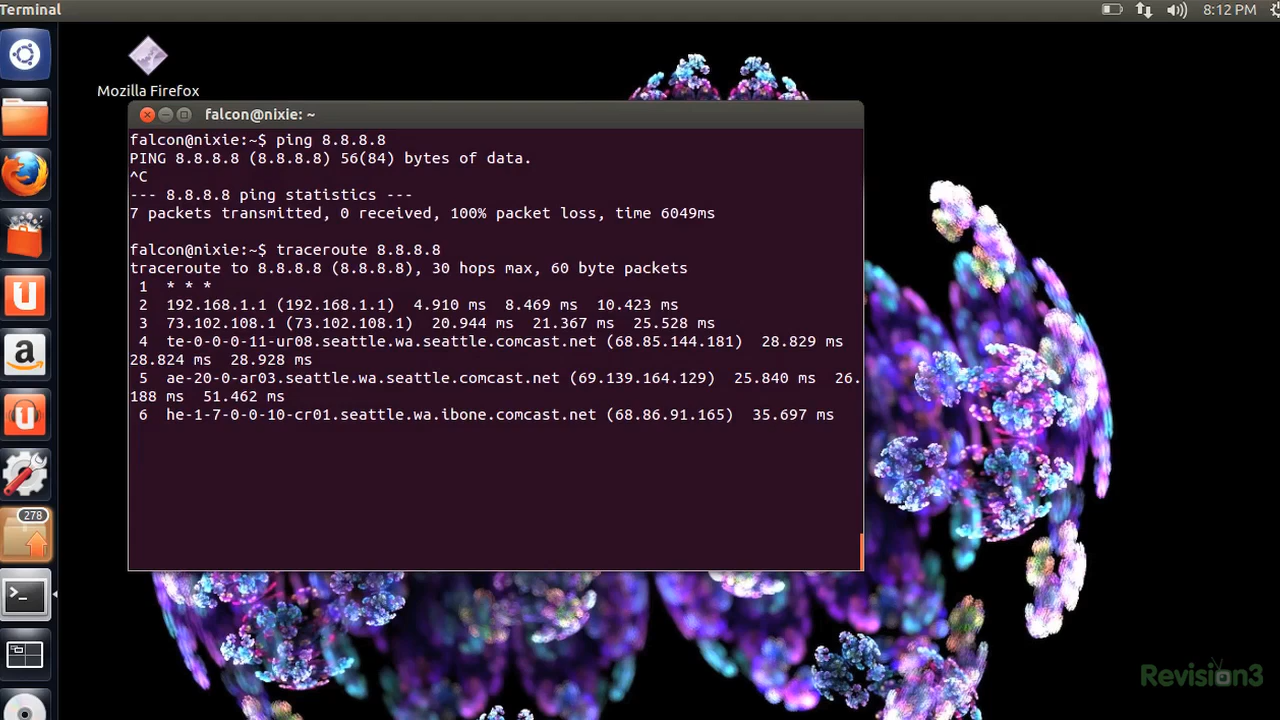 Terminal
8:12 PM
Mozilla Firefox
falcon@nixie: ~
falcon@nixie:~$ ping 8.8.8.8
PING 8.8.8.8 (8.8.8.8) 56(84) bytes of data.
^C
--- 8.8.8.8 ping statistics ---
7 packets transmitted, 0 received, 100% packet loss, time 6049ms
falcon@nixie:~$ traceroute 8.8.8.8
traceroute to 8.8.8.8 (8.8.8.8), 30 hops max, 60 byte packets
1  * * *
2  192.168.1.1 (192.168.1.1)  4.910 ms  8.469 ms  10.423 ms
3  73.102.108.1 (73.102.108.1)  20.944 ms  21.367 ms  25.528 ms
4  te-0-0-0-11-ur08.seattle.wa.seattle.comcast.net (68.85.144.181)  28.829 ms
28.824 ms  28.928 ms
5  ae-20-0-ar03.seattle.wa.seattle.comcast.net (69.139.164.129)  25.840 ms  26.
188 ms  51.462 ms
6  he-1-7-0-0-10-cr01.seattle.wa.ibone.comcast.net (68.86.91.165)  35.697 ms
U
a
U
278
>_
Revision3